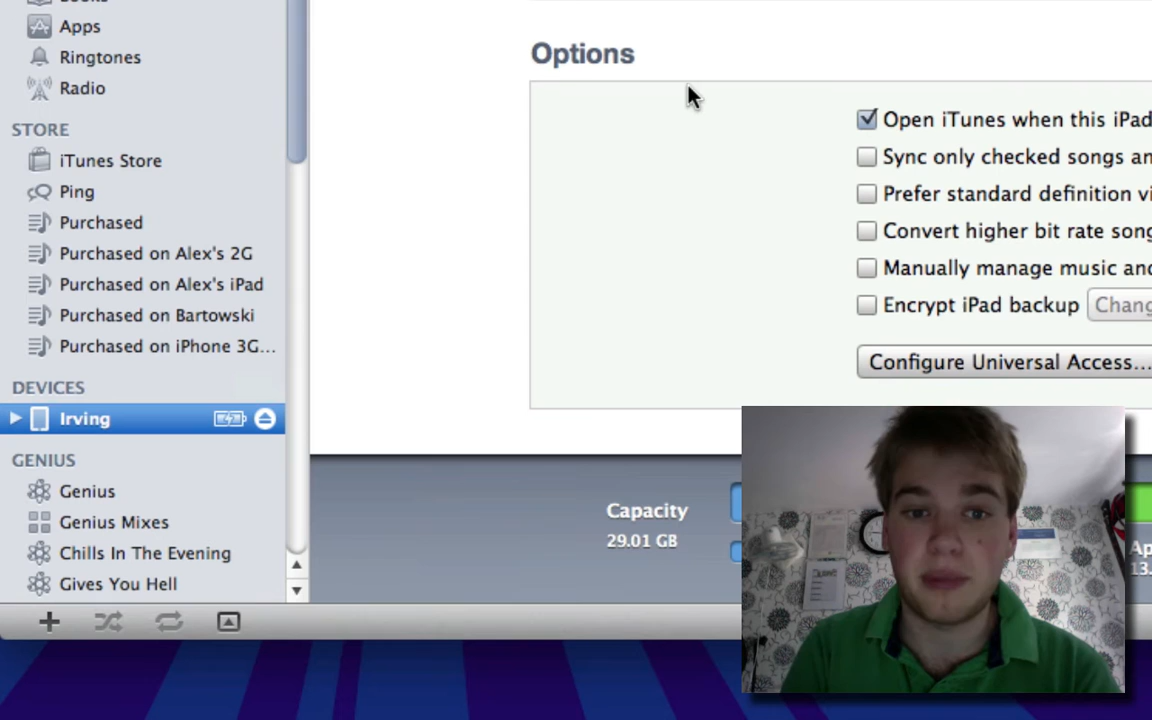 Books
Apps
Ringtones
Radio
STORE
iTunes Store
Ping
Purchased
Purchased on Alex's 2G
Purchased on Alex's iPad
Purchased on Bartowski
Purchased on iPhone 3G...
DEVICES
Irving
GENIUS
Genius
Genius Mixes
Chills In The Evening
Gives You Hell
Options
Open iTunes when this iPad
Sync only checked songs an
Prefer standard definition vi
Convert higher bit rate song
Manually manage music and
Encrypt iPad backup Chang
Configure Universal Access...
Capacity
29.01 GB
Ap
13.